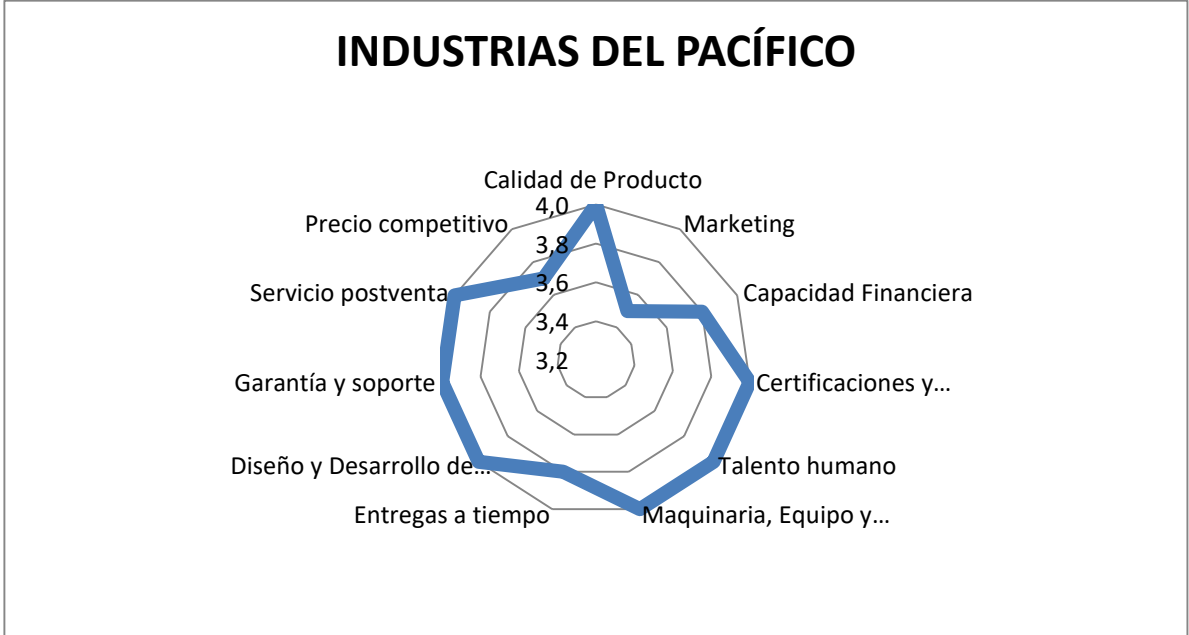 INDUSTRIAS DEL PACÍFICO
Calidad de Producto
Marketing
Capacidad Financiera
Certificaciones y...
Talento humano
Maquinaria, Equipo y...
Entregas a tiempo
Diseño y Desarrollo de...
Garantía y soporte
Servicio postventa
Precio competitivo
4,0
3,8
3,6
3,4
3,2